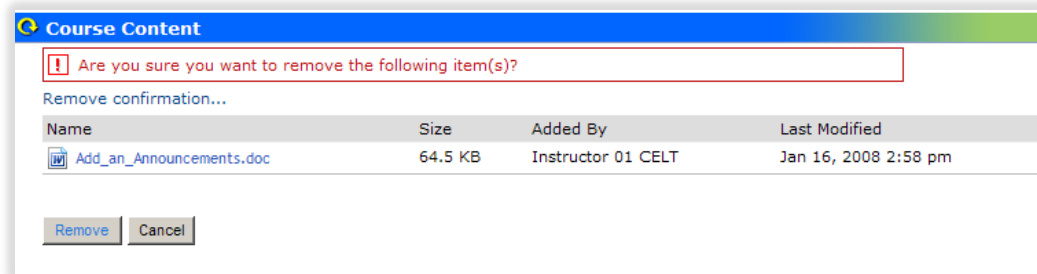 Course Content
! Are you sure you want to remove the following item(s)?
Remove confirmation...
Name Size Added By Last Modified
Add_an_Announcements.doc 64.5 KB Instructor 01 CELT Jan 16, 2008 2:58 pm
Remove Cancel